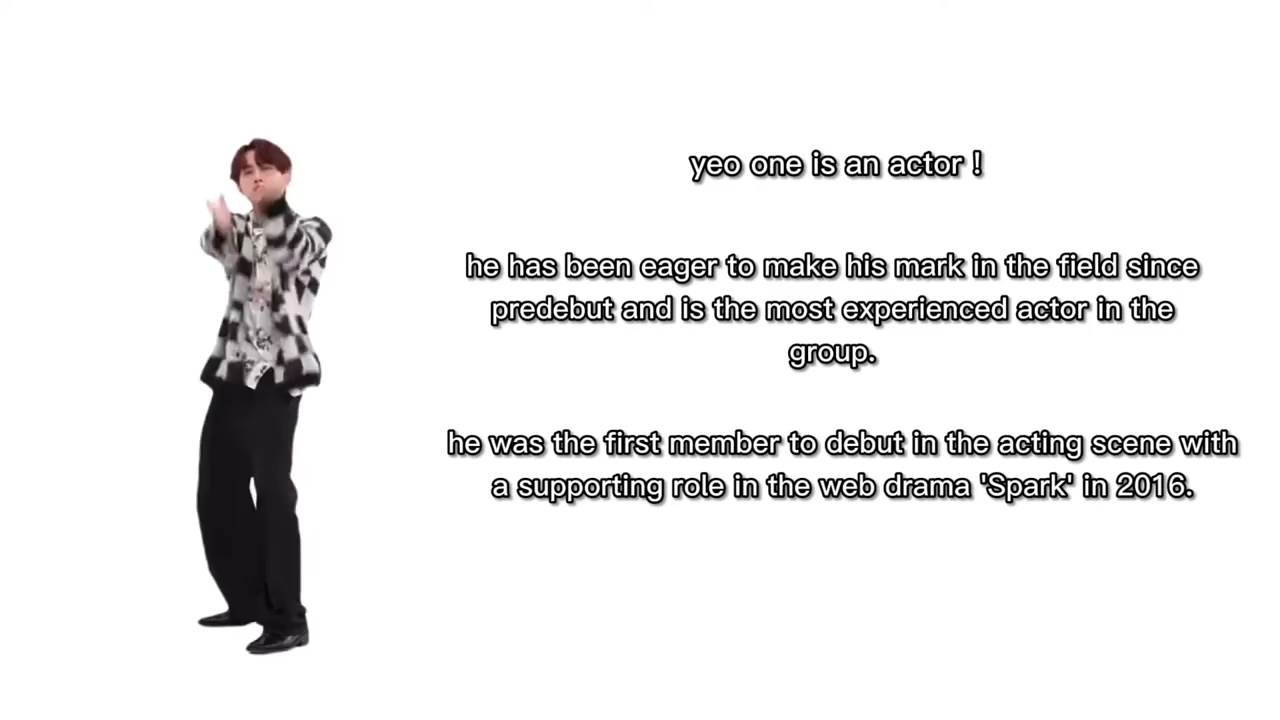 yeo one is an actor !
he has been eager to make his mark in the field since
predebut and is the most experienced actor in the
group.
he was the first member to debut in the acting scene with
a supporting role in the web drama 'Spark' in 2016.